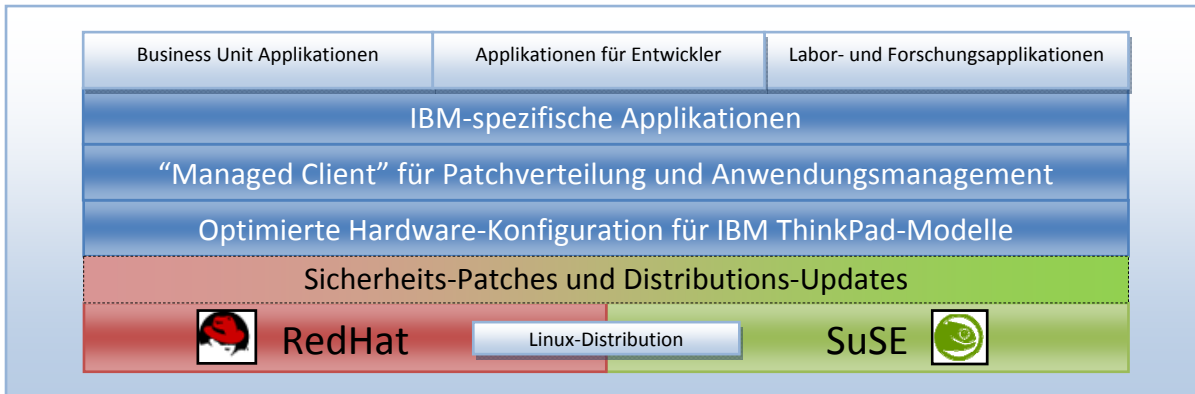 Business Unit Applikationen
Applikationen für Entwickler
Labor- und Forschungsapplikationen
IBM-spezifische Applikationen
“Managed Client” für Patchverteilung und Anwendungsmanagement
Optimierte Hardware-Konfiguration für IBM ThinkPad-Modelle
Sicherheits-Patches und Distributions-Updates
RedHat
Linux-Distribution
SuSE